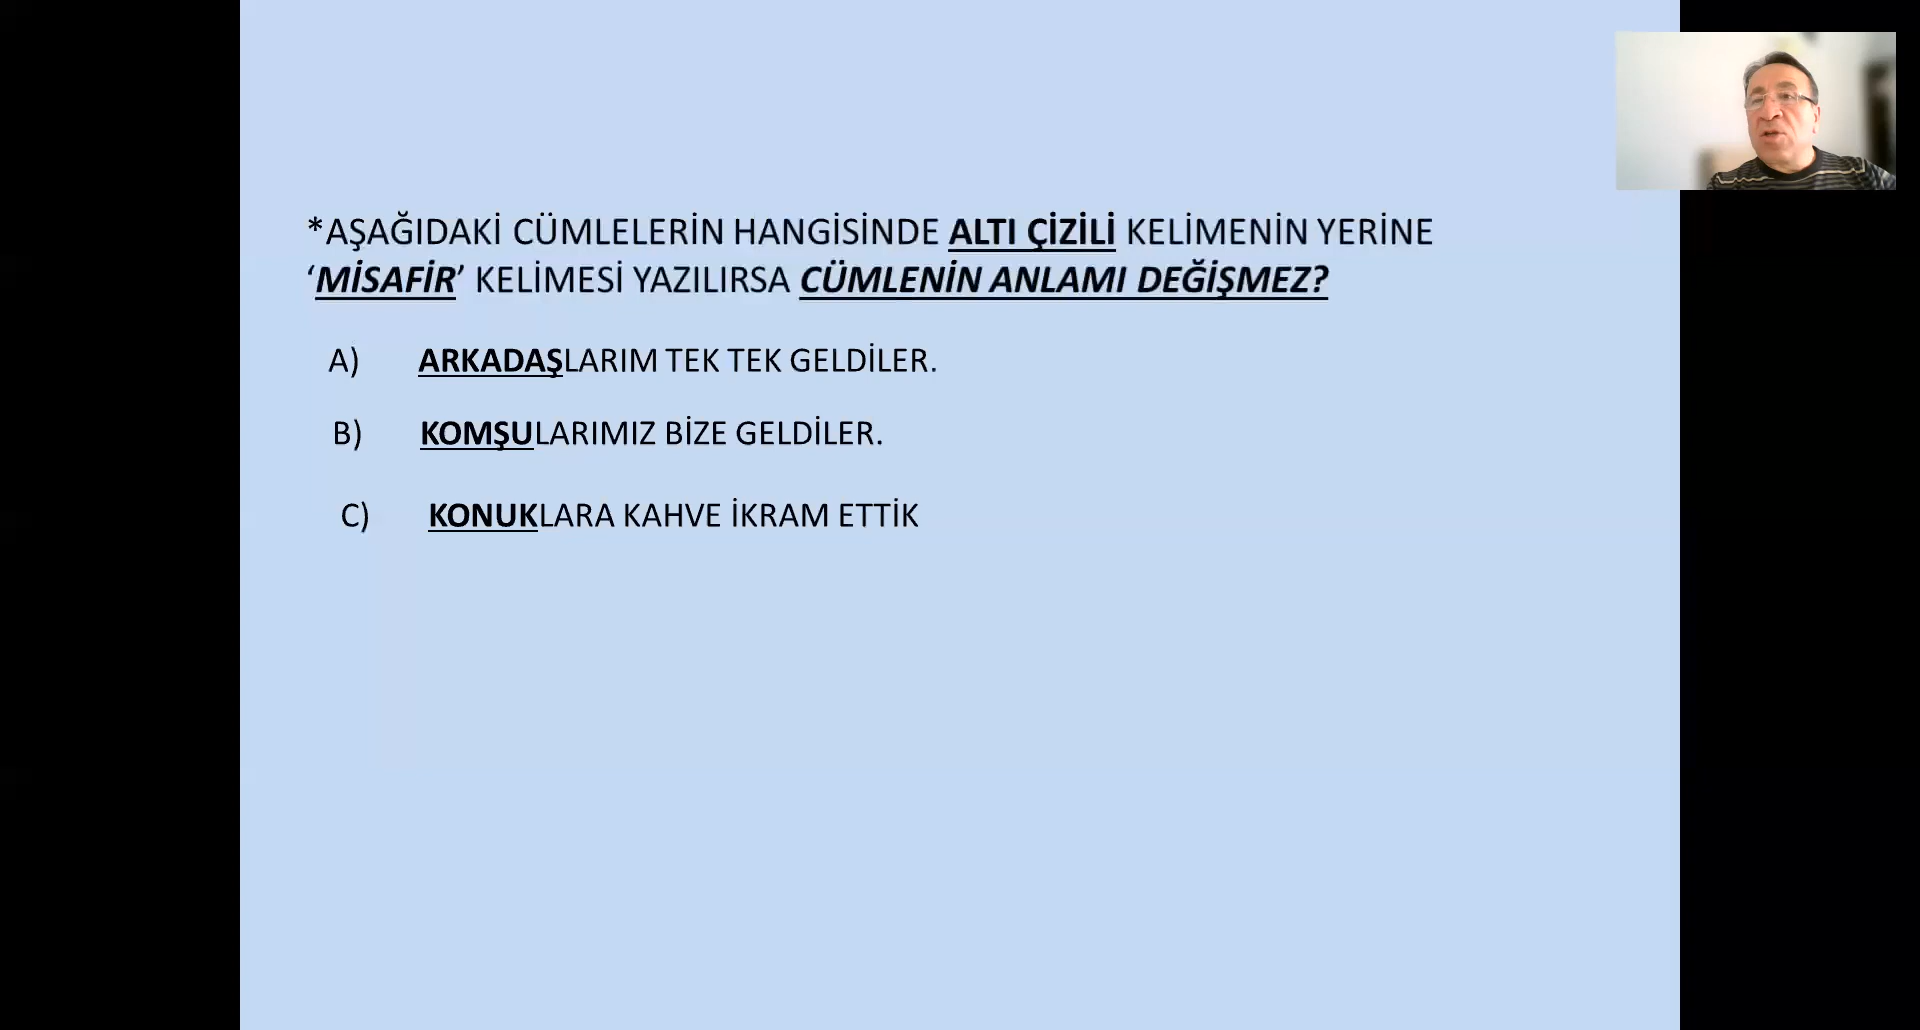 *AŞAĞIDAKİ CÜMLELERİN HANGİSİNDE ALTI ÇİZİLİ KELİMENİN YERİNE
‘MİSAFİR’ KELİMESİ YAZILIRSA CÜMLENİN ANLAMI DEĞİŞMEZ?
A) ARKADAŞLARIM TEK TEK GELDİLER.
B) KOMŞULARIMIZ BİZE GELDİLER.
C) KONUKLARA KAHVE İKRAM ETTİK